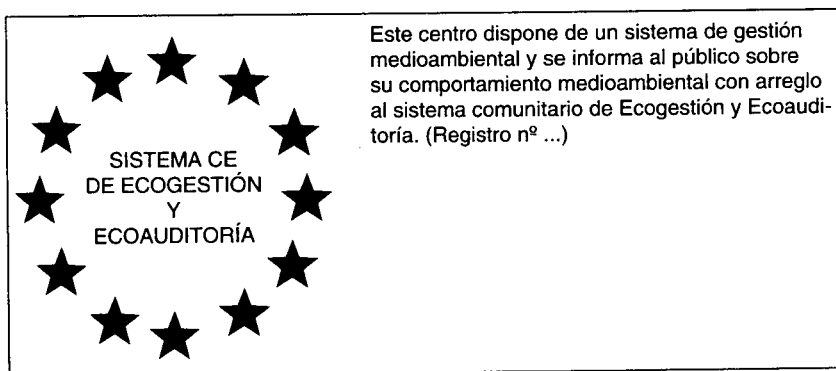 Este centro dispone de un sistema de gestión
medioambiental y se informa al público sobre
su comportamiento medioambiental con arreglo
al sistema comunitario de Ecogestión y Ecoaudi-
toría. (Registro nº ...)
SISTEMA CE
DE ECOGESTIÓN
Y
ECOAUDITORÍA